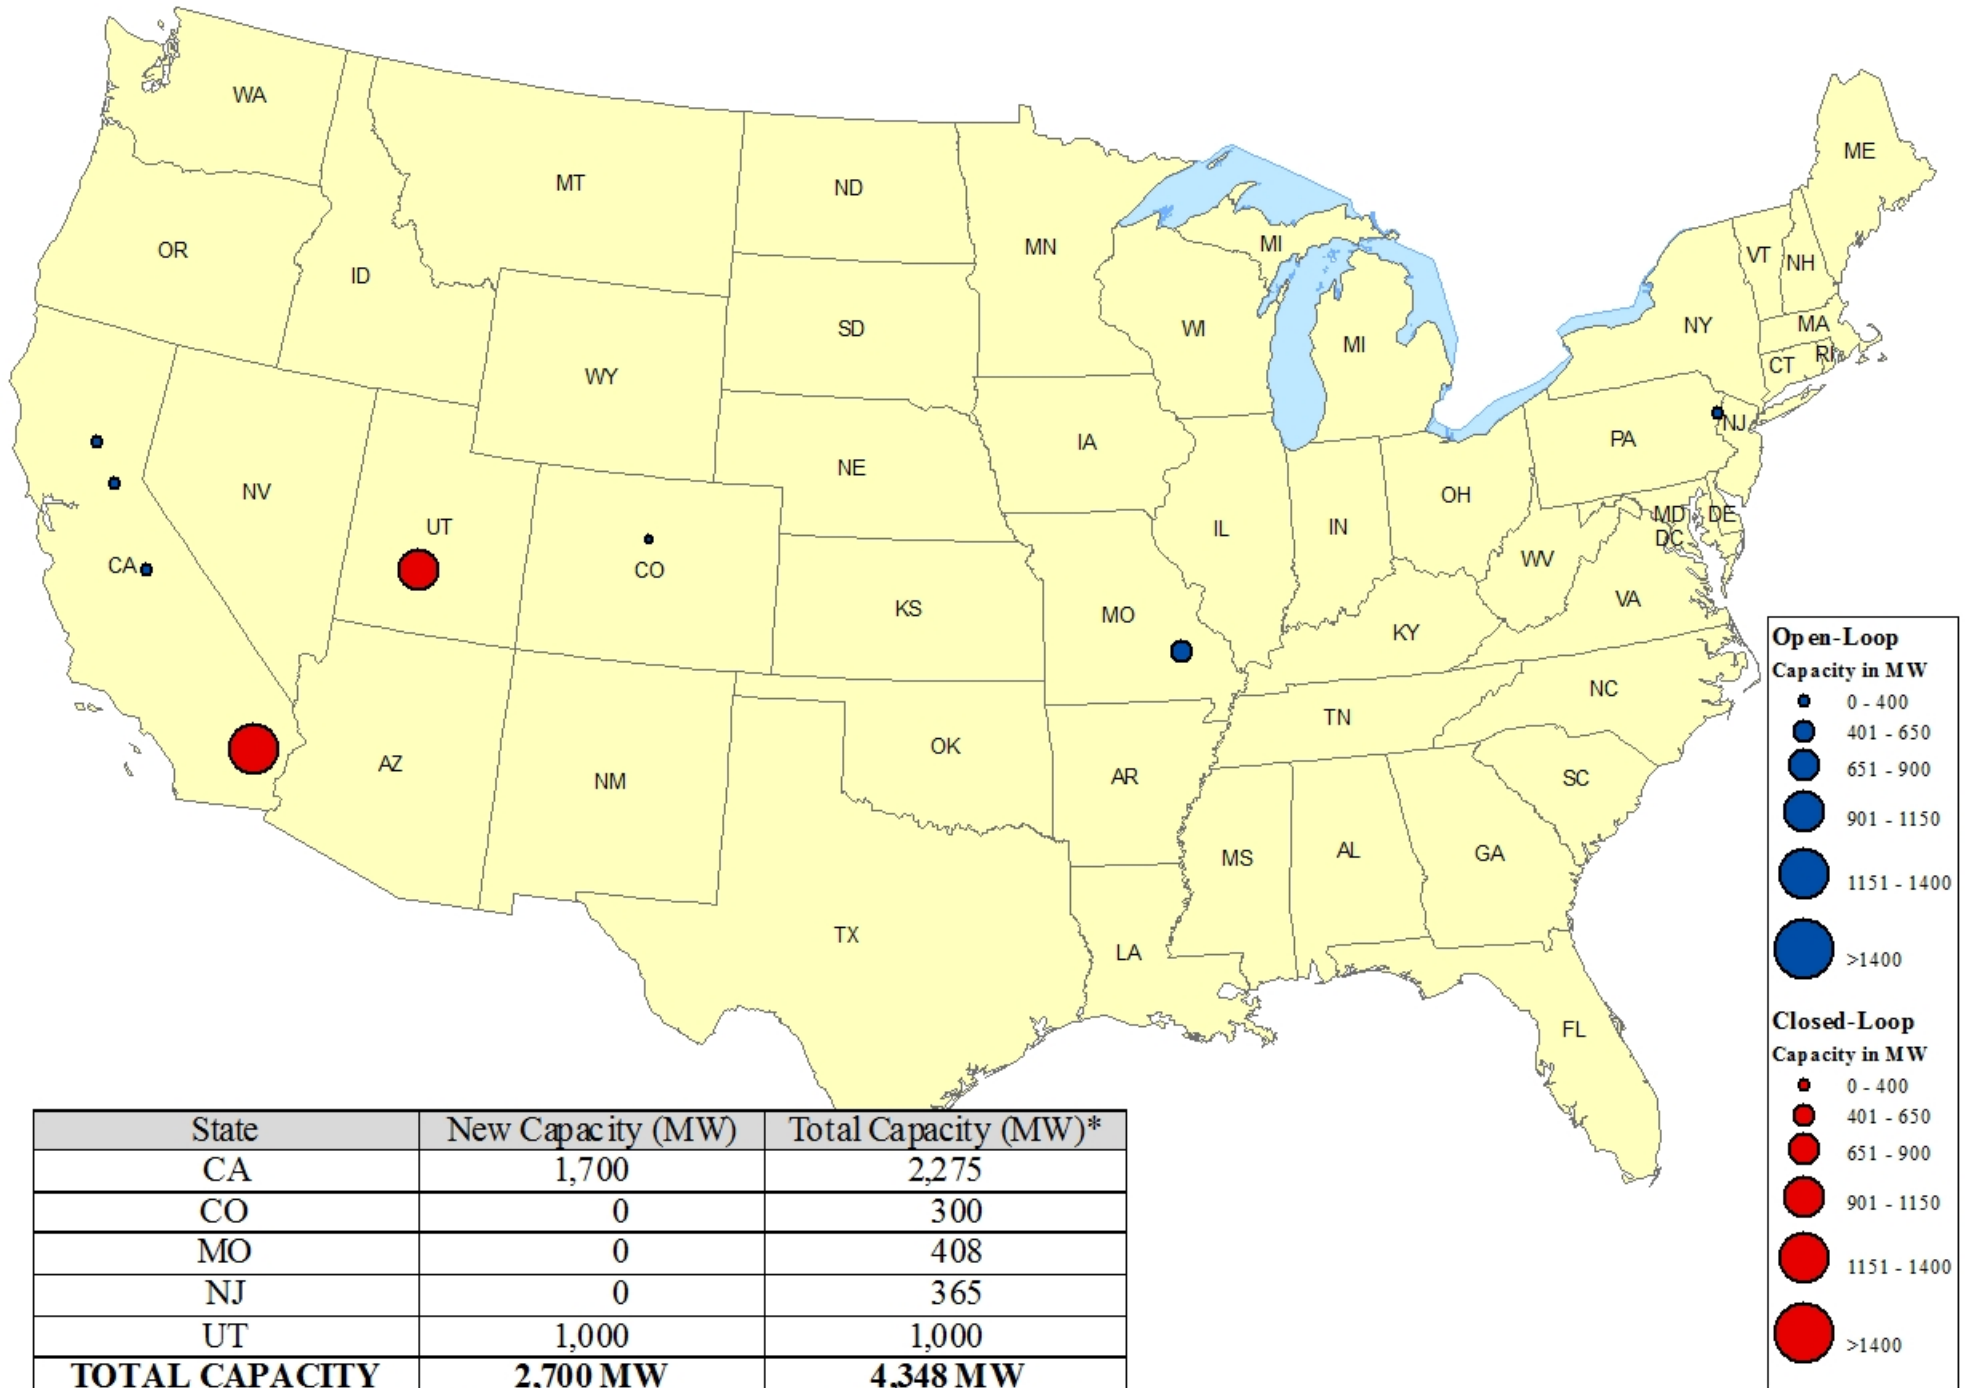 WA
MT
ND
MN
ME
OR
ID
SD
WI
MI
MI
NY
VT
NH
MA
CT
RI
WY
IA
NE
PA
NJ
NV
UT
CO
CA
IL
IN
OH
MD
DE
DC
WV
VA
KS
MO
KY
NC
TN
OK
AR
SC
AZ
NM
MS
AL
GA
TX
LA
FL
Open-Loop
Capacity in MW
0 - 400
401 - 650
651 - 900
901 - 1150
1151 - 1400
>1400
Closed-Loop
Capacity in MW
0 - 400
401 - 650
651 - 900
901 - 1150
1151 - 1400
>1400
State New Capacity (MW) Total Capacity (MW)*
CA 1,700 2,275
CO 0 300
MO 0 408
NJ 0 365
UT 1,000 1,000
TOTAL CAPACITY 2,700 MW 4,348 MW